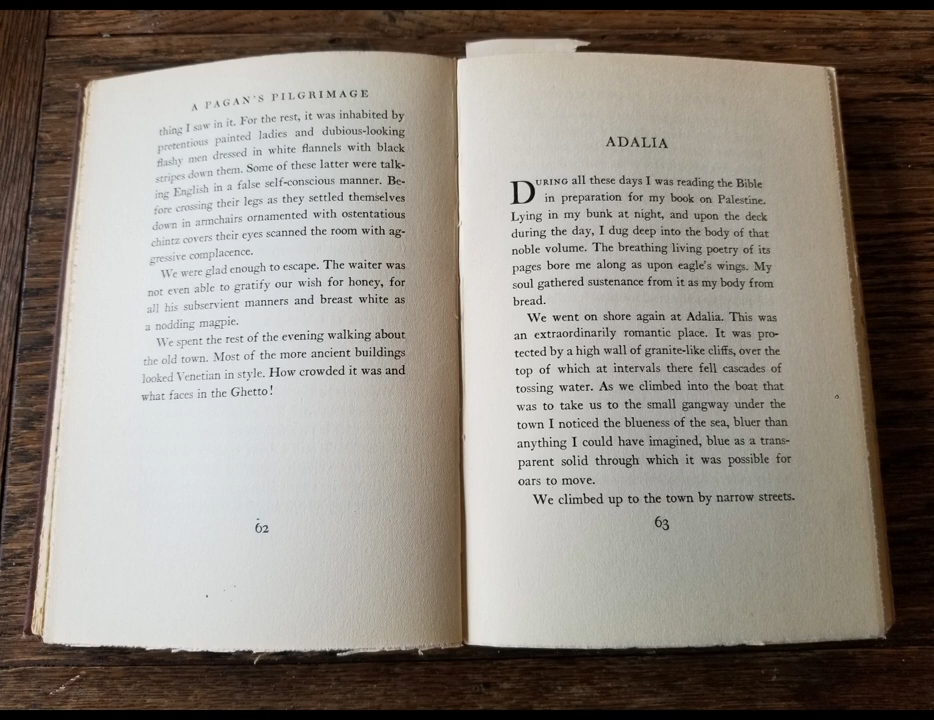 A PAGAN'S PILGRIMAGE
thing I saw in it. For the rest, it was inhabited by
pretentious painted ladies and dubious-looking
flashy men dressed in white flannels with black
stripes down them. Some of these latter were talk-
ing English in a false self-conscious manner. Be-
fore crossing their legs as they settled themselves
down in armchairs ornamented with ostentatious
chintz covers their eyes scanned the room with ag-
gressive complacence.
We were glad enough to escape. The waiter was
not even able to gratify our wish for honey, for
all his subservient manners and breast white as
a nodding magpie.
We spent the rest of the evening walking about
the old town. Most of the more ancient buildings
looked Venetian in style. How crowded it was and
what faces in the Ghetto!
62
ADALIA
DURING all these days I was reading the Bible
in preparation for my book on Palestine.
Lying in my bunk at night, and upon the deck
during the day, I dug deep into the body of that
noble volume. The breathing living poetry of its
pages bore me along as upon eagle's wings. My
soul gathered sustenance from it as my body from
bread.
We went on shore again at Adalia. This was
an extraordinarily romantic place. It was pro-
tected by a high wall of granite-like cliffs, over the
top of which at intervals there fell cascades of
tossing water. As we climbed into the boat that
was to take us to the small gangway under the
town I noticed the blueness of the sea, bluer than
anything I could have imagined, blue as a trans-
parent solid through which it was possible for
oars to move.
We climbed up to the town by narrow streets.
63